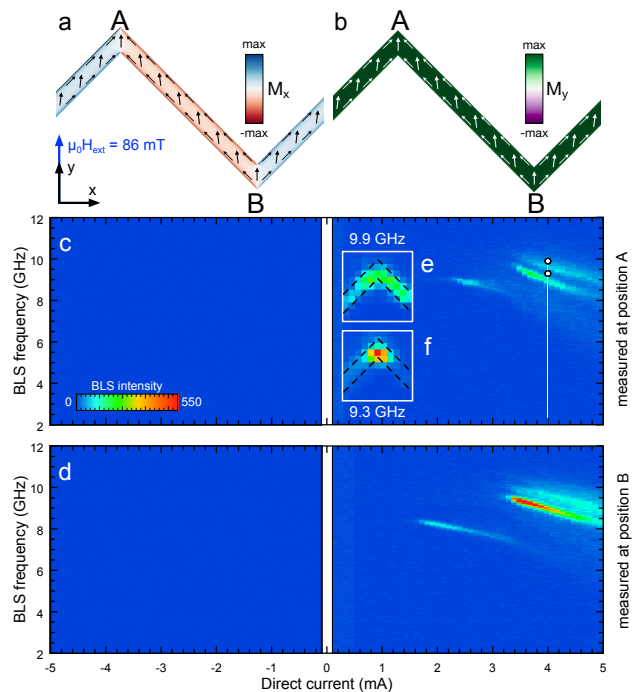 a
A
max
Mx
-max
b
A
max
My
-max
μ0Hext = 86 mT
y
x
B
B
c
9.9 GHz
e
f
9.3 GHz
BLS intensity
0
550
12
10
8
6
4
2
BLS frequency (GHz)
measured at position A
d
12
10
8
6
4
2
BLS frequency (GHz)
measured at position B
-5 -4 -3 -2 -1 0 1 2 3 4 5
Direct current (mA)